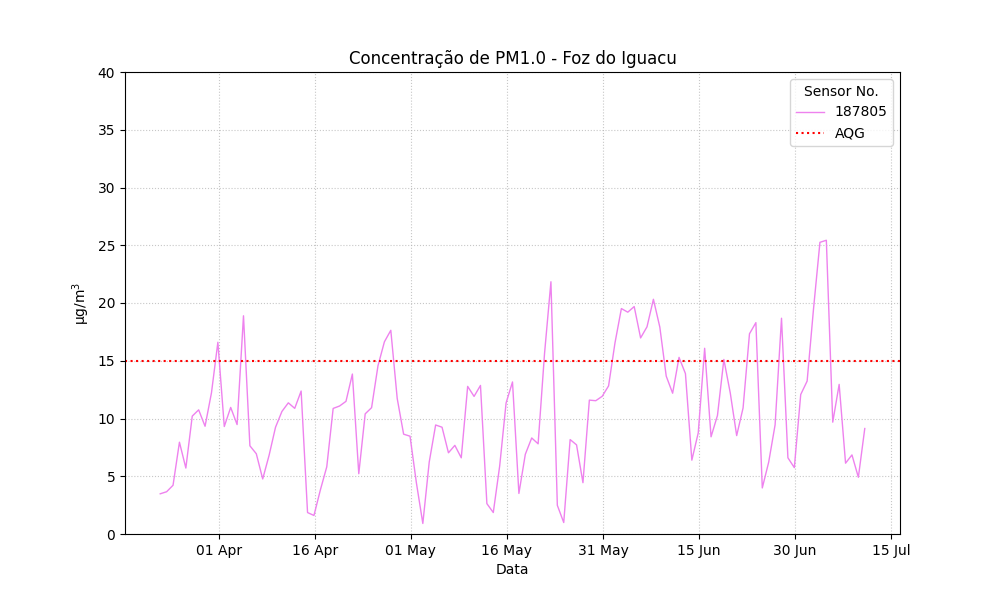 Concentração de PM1.0 - Foz do Iguacu
40
35
30
25
20
15
10
5
0
µg/m³
Sensor No.
187805
AQG
01 Apr
16 Apr
01 May
16 May
31 May
15 Jun
30 Jun
15 Jul
Data